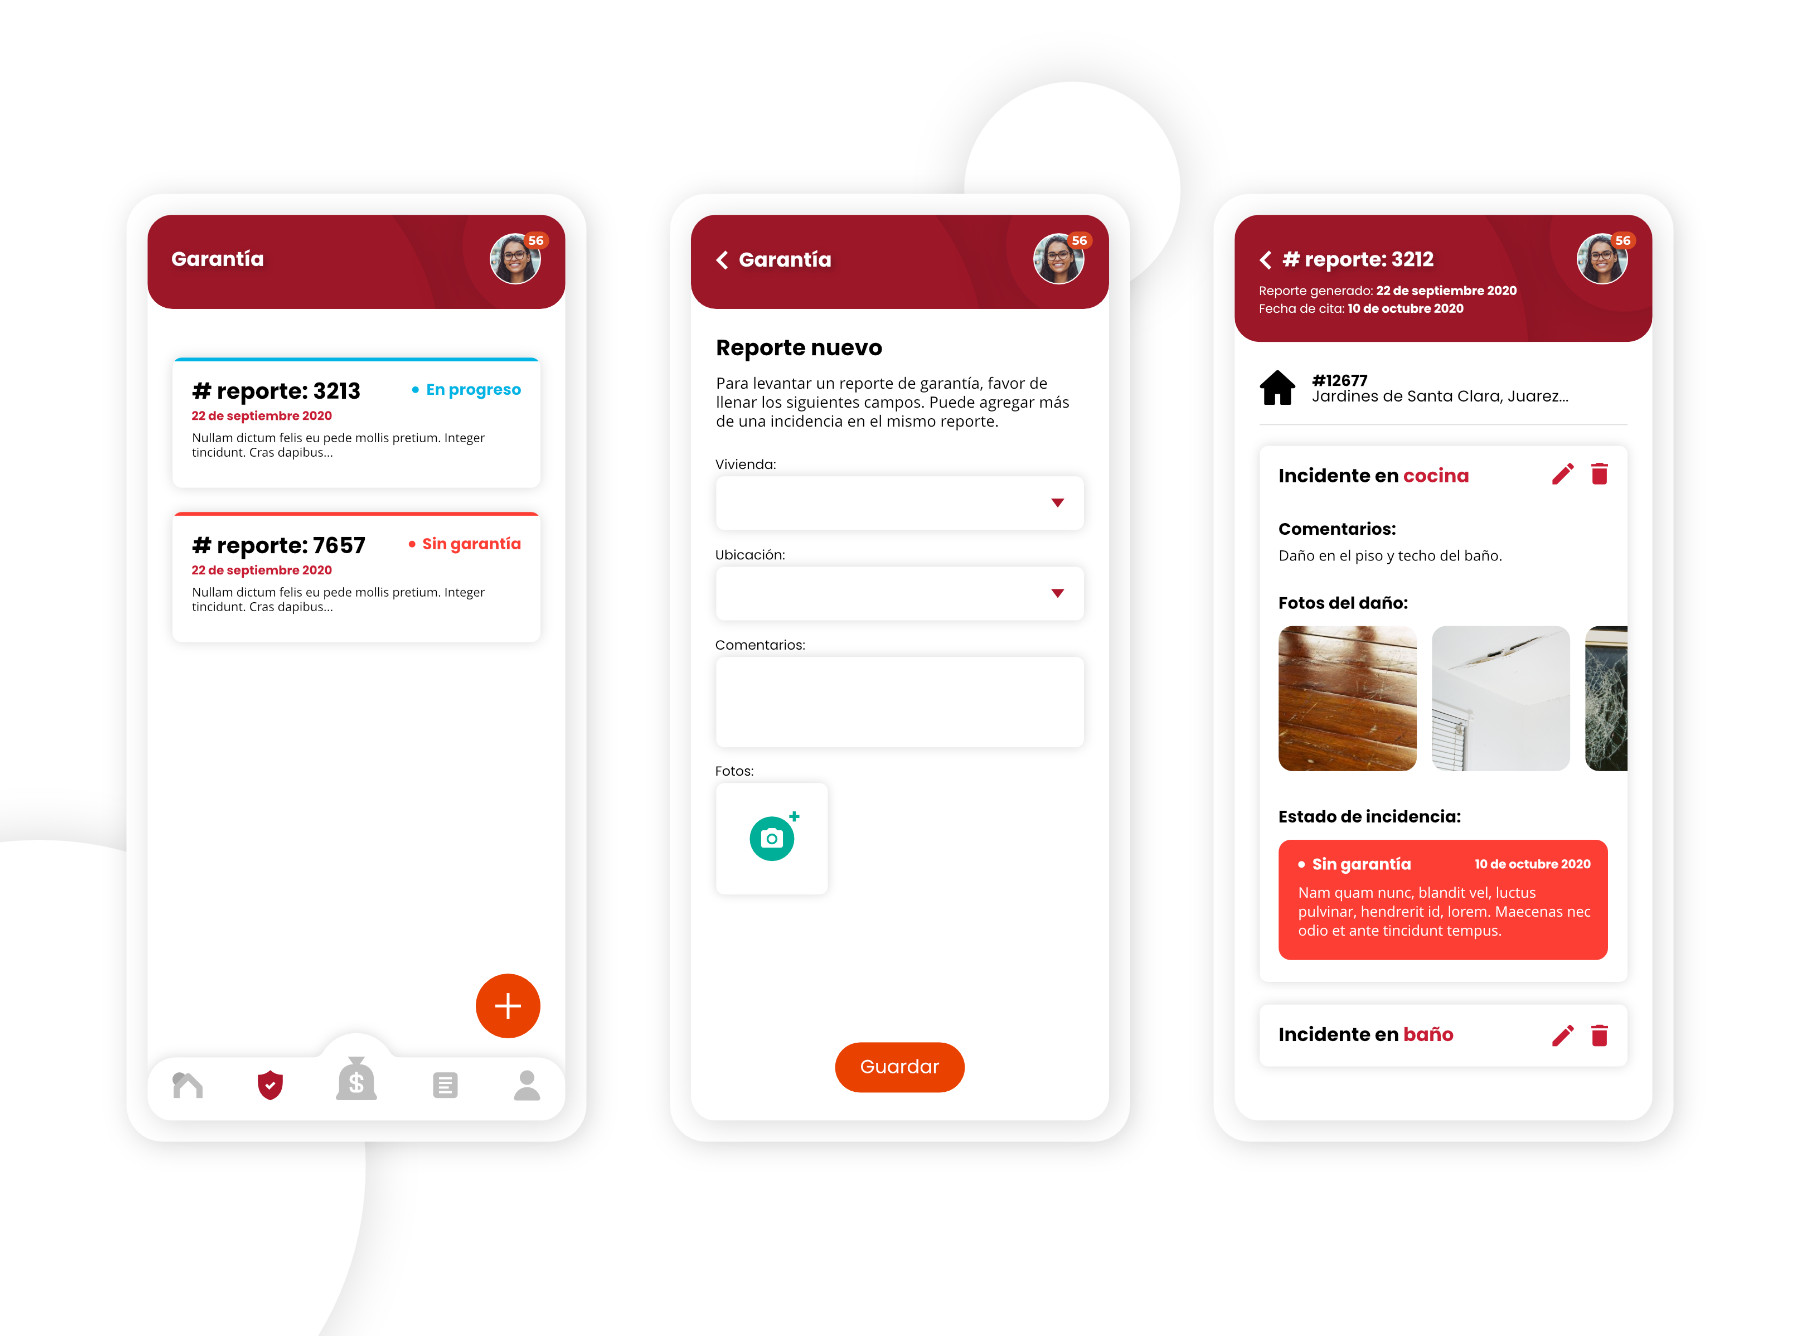 Garantía
56
# reporte: 3213
• En progreso
22 de septiembre 2020
Nullam dictum felis eu pede mollis pretium. Integer
tincidunt. Cras dapibus...
# reporte: 7657
• Sin garantía
22 de septiembre 2020
Nullam dictum felis eu pede mollis pretium. Integer
tincidunt. Cras dapibus...
+
$
Garantía
56
Reporte nuevo
Para levantar un reporte de garantía, favor de
llenar los siguientes campos. Puede agregar más
de una incidencia en el mismo reporte.
Vivienda:
Ubicación:
Comentarios:
Fotos:
Guardar
# reporte: 3212
56
Reporte generado: 22 de septiembre 2020
Fecha de cita: 10 de octubre 2020
#12677
Jardines de Santa Clara, Juarez...
Incidente en cocina
Comentarios:
Daño en el piso y techo del baño.
Fotos del daño:
Estado de incidencia:
• Sin garantía
10 de octubre 2020
Nam quam nunc, blandit vel, luctus
pulvinar, hendrerit id, lorem. Maecenas nec
odio et ante tincidunt tempus.
Incidente en baño